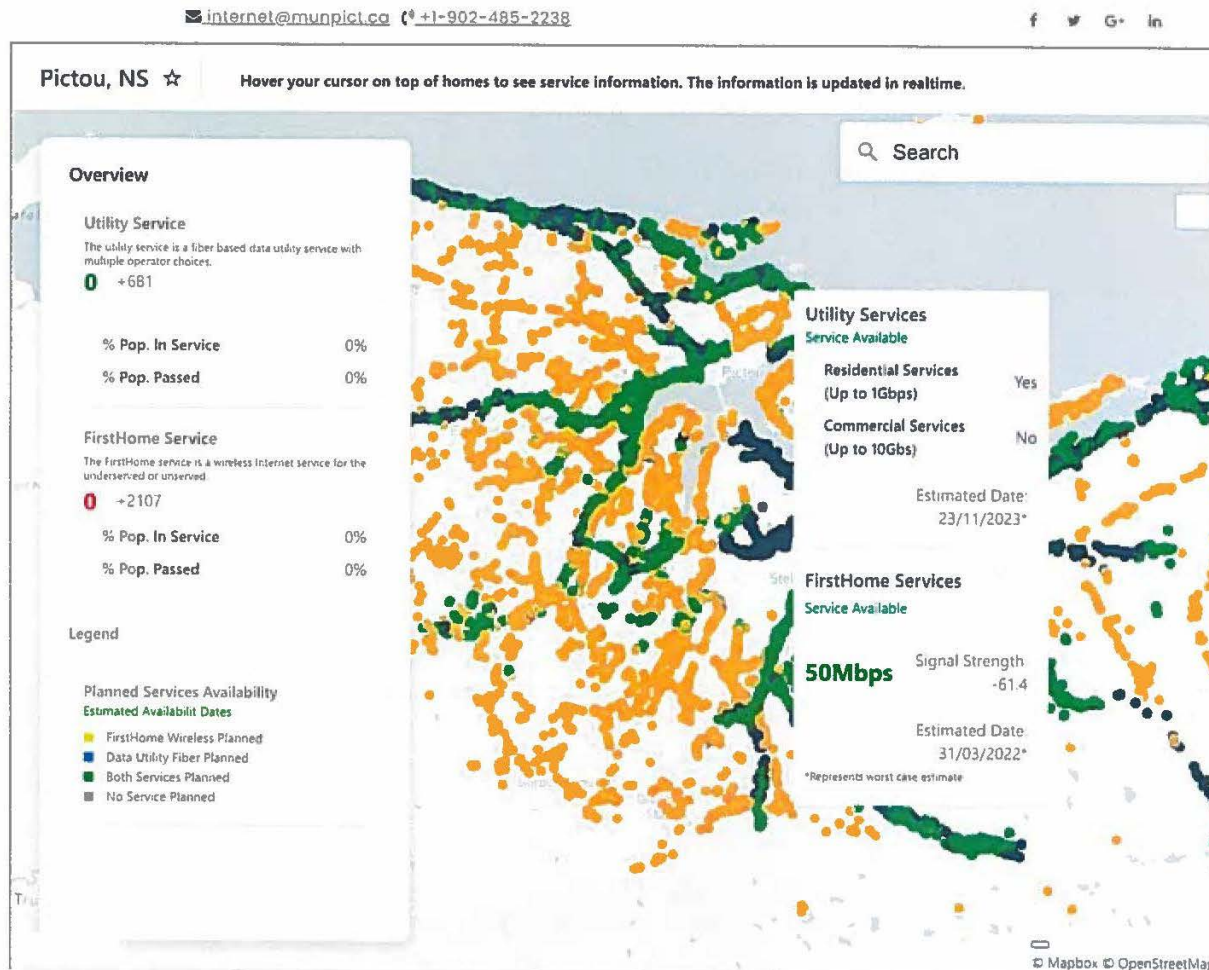 internet@munpict.ca +1-902-485-2238
f G+ in
Pictou, NS ☆
Hover your cursor on top of homes to see service information. The information is updated in realtime.
Search
Overview
Utility Service
The utility service is a fiber based data utility service with
multiple operator choices.
0 +681
% Pop. In Service 0%
% Pop. Passed 0%
FirstHome Service
The FirstHome service is a wireless internet service for the
underserved or unserved
0 +2107
% Pop. In Service 0%
% Pop. Passed 0%
Legend
Planned Services Availability
Estimated Availabilit Dates
FirstHome Wireless Planned
Data Utility Fiber Planned
Both Services Planned
No Service Planned
Pictou
Utility Services
Service Available
Residential Services Yes
(Up to 1Gbps)
Commercial Services No
(Up to 10Gbs)
Estimated Date:
23/11/2023*
FirstHome Services
Service Available
50Mbps
Signal Strength
-61.4
Estimated Date
31/03/2022*
*Represents worst case estimate
© Mapbox © OpenStreetMap